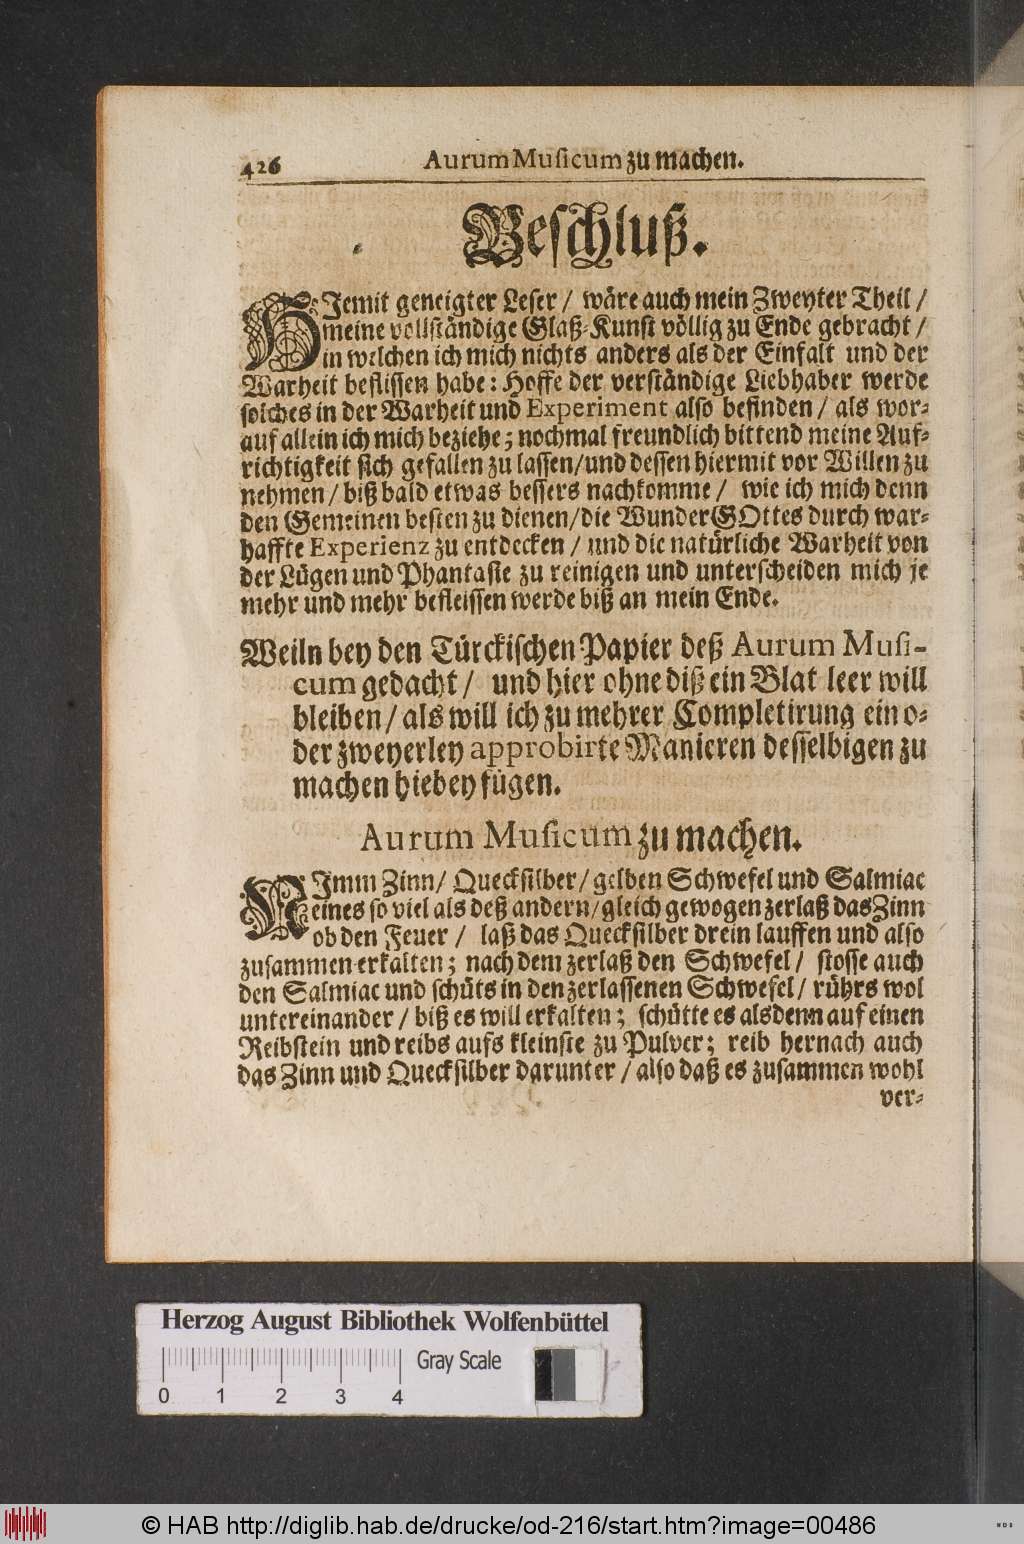 426 Aurum Musicum zu machen.
Beschluß.
HJemit geneigter Leser / wäre auch mein Zweyter Theil /
meine vollständige Glaß-Kunst völlig zu Ende gebracht /
in welchen ich mich nichts anders als der Einfalt und der
Warheit beflissen habe: Hoffe der verständige Liebhaber werde
solches in der Warheit und Experiment also befinden / als wor-
auf allein ich mich beziehe; nochmal freundlich bittend meine Auf-
richtigkeit sich gefallen zu lassen / und dessen hiermit vor Willen zu
nehmen / biß bald etwas bessers nachkomme / wie ich mich denn
den Gemeinen besten zu dienen / die Wunder GOttes durch war-
haffte Experienz zu entdecken / und die natürliche Warheit von
der Lügen und Phantasie zu reinigen und unterscheiden mich je
mehr und mehr befleissen werde biß an mein Ende.
Weiln bey den Türckischen Papier deß Aurum Musi-
cum gedacht / und hier ohne diß ein Blat leer will
bleiben / als will ich zu mehrer Completirung ein o-
der zweyerley approbirte Manieren desselbigen zu
machen hiebey fügen.
Aurum Musicum zu machen.
NJmm Zinn / Quecksilber / gelben Schwefel und Salmiac
eines so viel als deß andern / gleich gewogen zerlaß das Zinn
ob den Feuer / laß das Quecksilber drein lauffen und also
zusammen erkalten; nach dem zerlaß den Schwefel / stosse auch
den Salmiac und schüts in den zerlassenen Schwefel / rührs wol
untereinander / biß es will erkalten; schütte es alsdenn auf einen
Reibstein und reibs aufs kleinste zu Pulver; reib hernach auch
das Zinn und Quecksilber darunter / also daß es zusammen wohl
ver-
Herzog August Bibliothek Wolfenbüttel
Gray Scale
0 1 2 3 4
© HAB http://diglib.hab.de/drucke/od-216/start.htm?image=00486